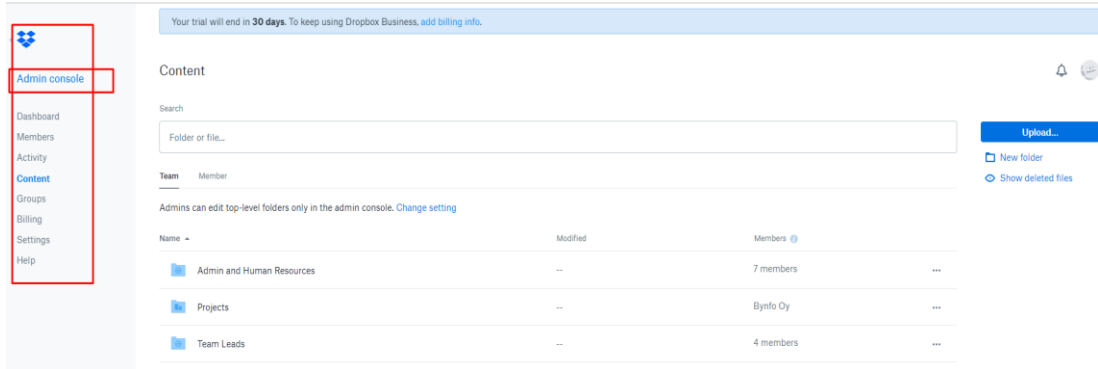 Your trial will end in 30 days. To keep using Dropbox Business, add billing info.
Admin console
Dashboard
Members
Activity
Content
Groups
Billing
Settings
Help
Content
Search
Folder or file...
Upload...
New folder
Show deleted files
Team Member
Admins can edit top-level folders only in the admin console. Change setting
Name Modified Members
Admin and Human Resources -- 7 members ...
Projects -- Bynfo Oy ...
Team Leads -- 4 members ...